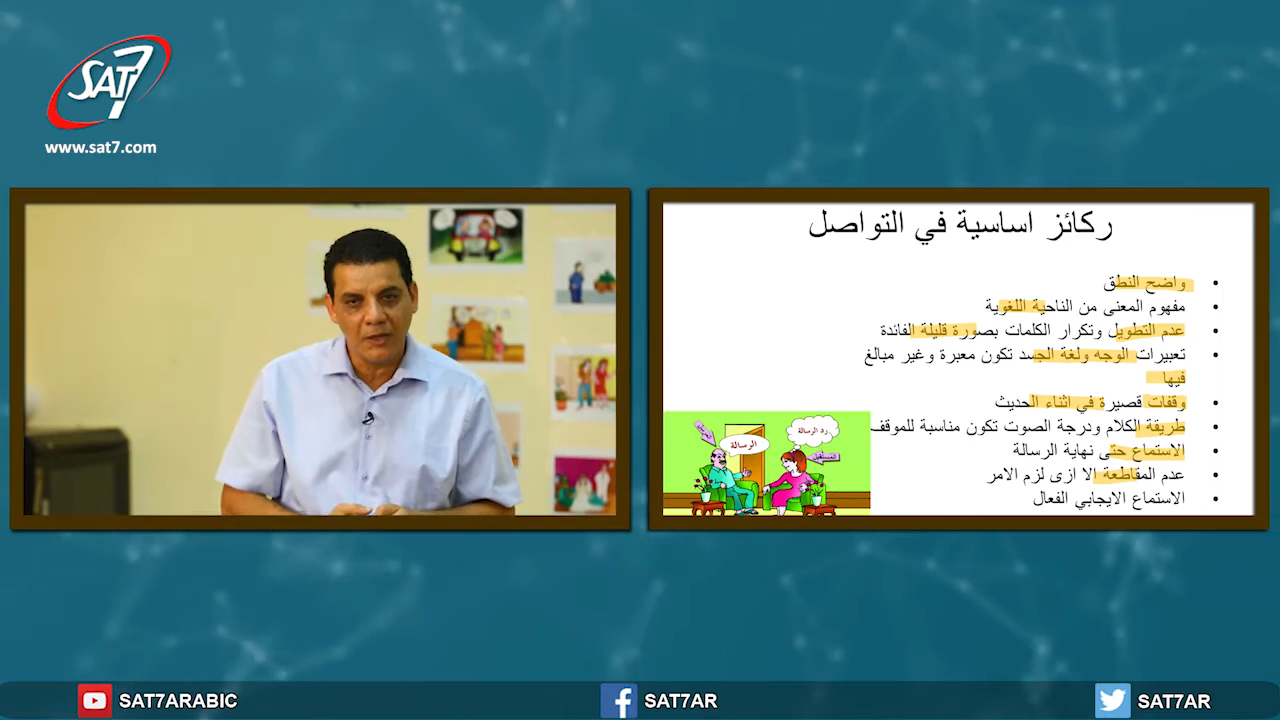 SAT7
www.sat7.com
ركائز اساسية في التواصل
• واضح النطق
• مفهوم المعنى من الناحية اللغوية
• عدم التطويل وتكرار الكلمات بصورة قليلة الفائدة
• تعبيرات الوجه ولغة الجسد تكون معبرة وغير مبالغ
فيها
• وقفات قصيرة في اثناء الحديث
• طريقة الكلام ودرجة الصوت تكون مناسبة للموقف
• الاستماع حتى نهاية الرسالة
• عدم المقاطعة الا ازى لزم الامر
• الاستماع الايجابي الفعال
رد الرسالة
الرسالة
SAT7ARABIC
SAT7AR
SAT7AR